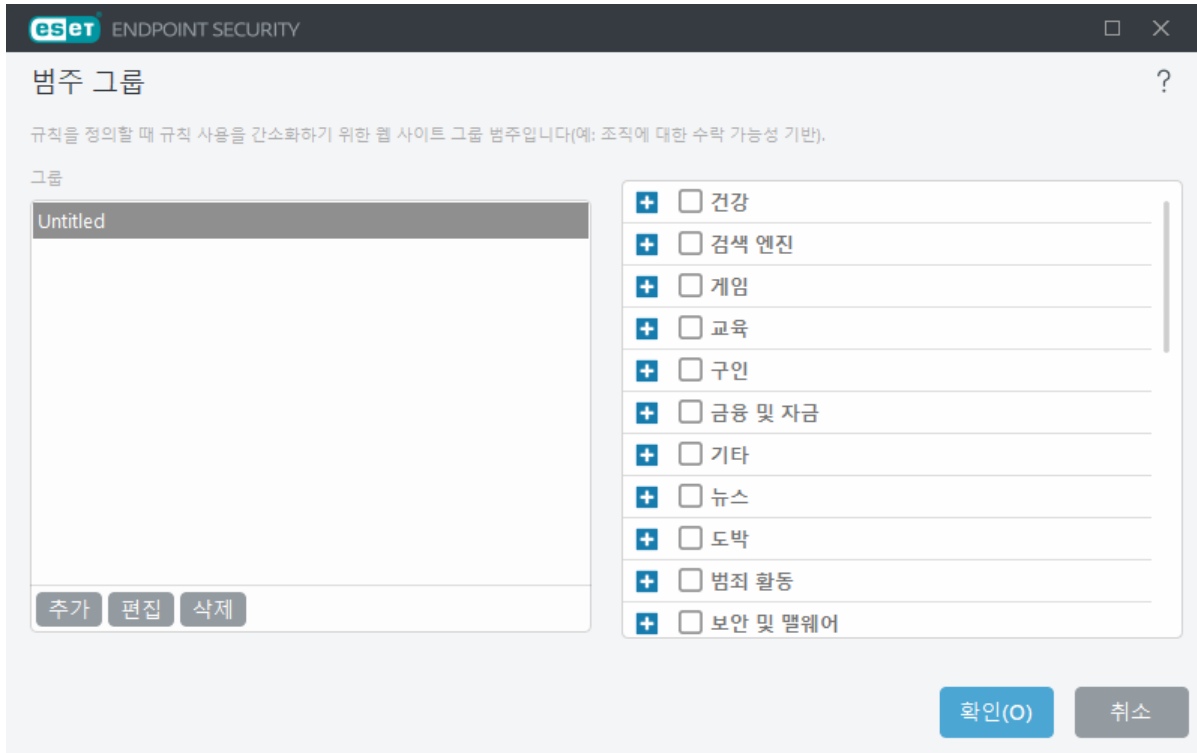 eset ENDPOINT SECURITY
범주 그룹
?
규칙을 정의할 때 규칙 사용을 간소화하기 위한 웹 사이트 그룹 범주입니다(예: 조직에 대한 수락 가능성 기반).
그룹
Untitled
추가 편집 삭제
건강
검색 엔진
게임
교육
구인
금융 및 자금
기타
뉴스
도박
범죄 활동
보안 및 맬웨어
확인(O) 취소